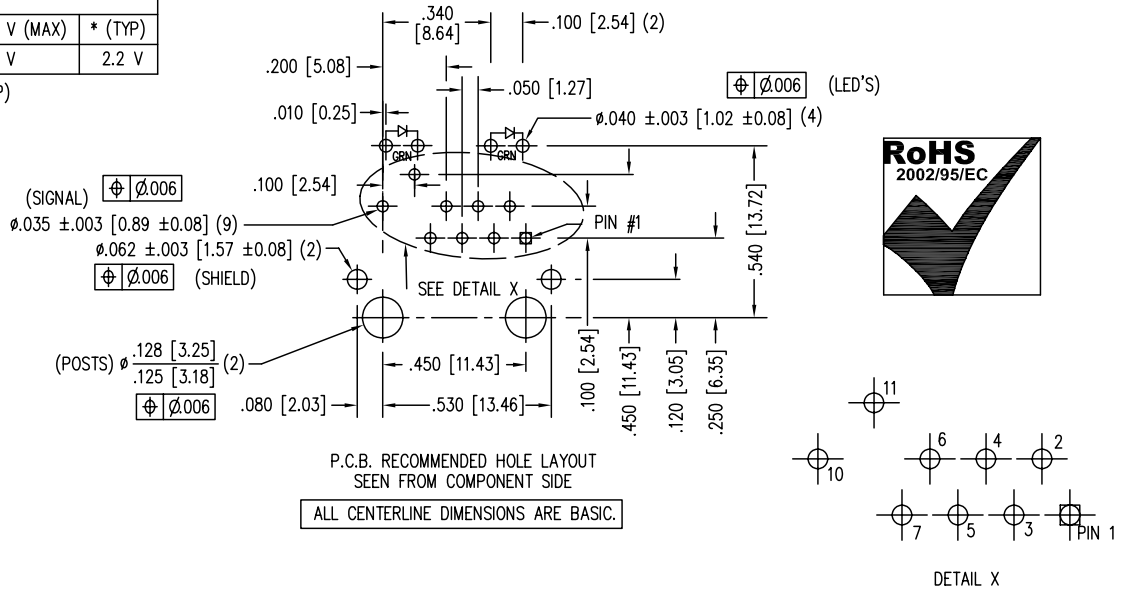 V (MAX) * (TYP)
V 2.2 V
P)
.340
[8.64]
.100 [2.54] (2)
.200 [5.08]
.050 [1.27]
⌖ Ø.006 (LED'S)
.010 [0.25]
ø.040 ±.003 [1.02 ±0.08] (4)
GRN GRN
RoHS
2002/95/EC
.100 [2.54]
(SIGNAL) ⌖ Ø.006
ø.035 ±.003 [0.89 ±0.08] (9)
PIN #1
ø.062 ±.003 [1.57 ±0.08] (2)
⌖ Ø.006 (SHIELD)
SEE DETAIL X
.540 [13.72]
(POSTS) ø .128 [3.25]
.125 [3.18] (2)
⌖ Ø.006
.450 [11.43]
.080 [2.03]
.530 [13.46]
.100 [2.54]
.450 [11.43]
.120 [3.05]
.250 [6.35]
P.C.B. RECOMMENDED HOLE LAYOUT
SEEN FROM COMPONENT SIDE
ALL CENTERLINE DIMENSIONS ARE BASIC.
11
6 4 2
10
7 5 3 PIN 1
DETAIL X